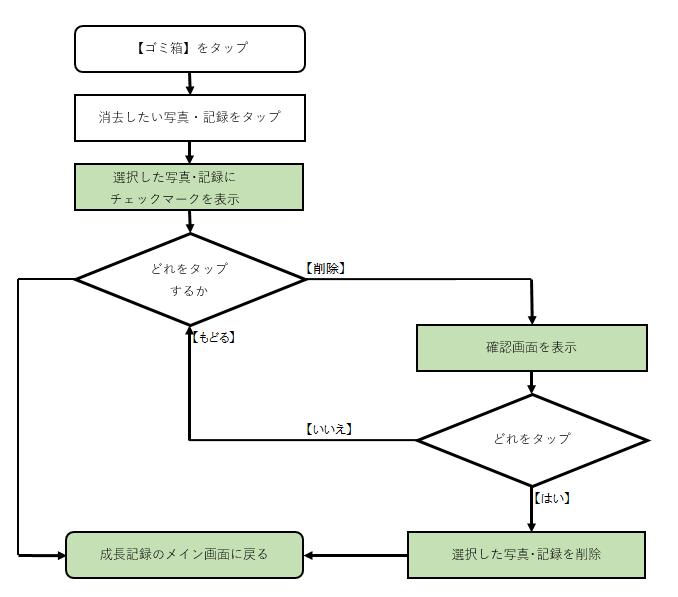 【ゴミ箱】をタップ
消去したい写真・記録をタップ
選択した写真･記録に
チェックマークを表示
どれをタップ
するか
【削除】
【もどる】
確認画面を表示
【いいえ】
どれをタップ
【はい】
成長記録のメイン画面に戻る
選択した写真･記録を削除